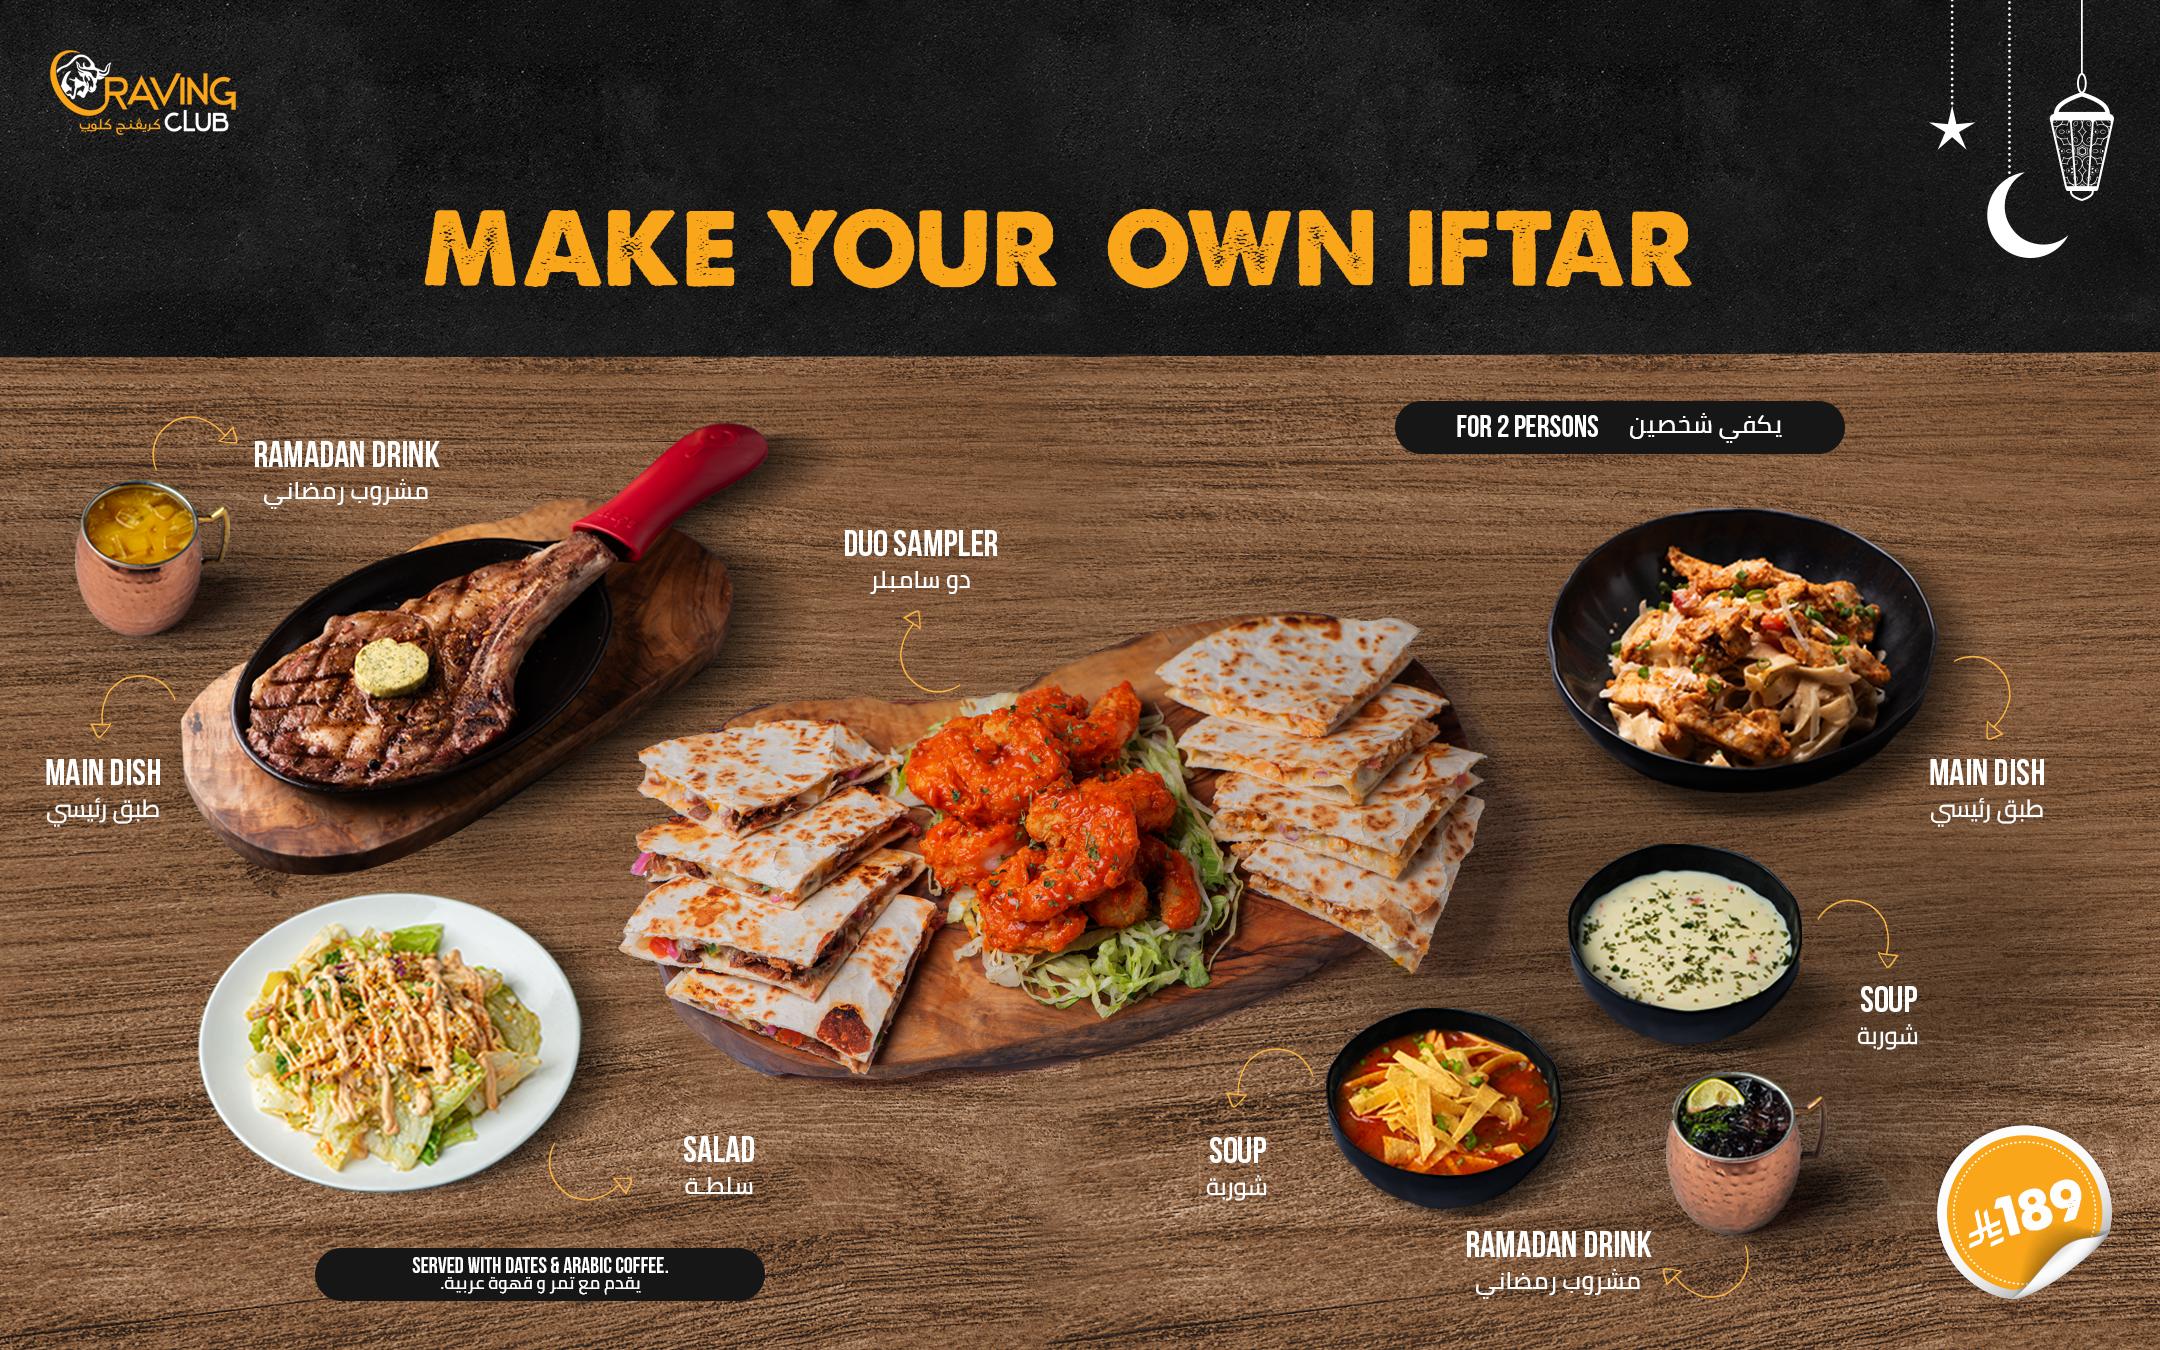 CRAVING
كريڤنج كلوب CLUB
MAKE YOUR OWN IFTAR
FOR 2 PERSONS يكفي شخصين
RAMADAN DRINK
مشروب رمضاني
DUO SAMPLER
دو سامبلر
MAIN DISH
طبق رئيسي
MAIN DISH
طبق رئيسي
SOUP
شوربة
SALAD
سلطة
SOUP
شوربة
RAMADAN DRINK
مشروب رمضاني
⃁189
SERVED WITH DATES & ARABIC COFFEE.
يقدم مع تمر و قهوة عربية.